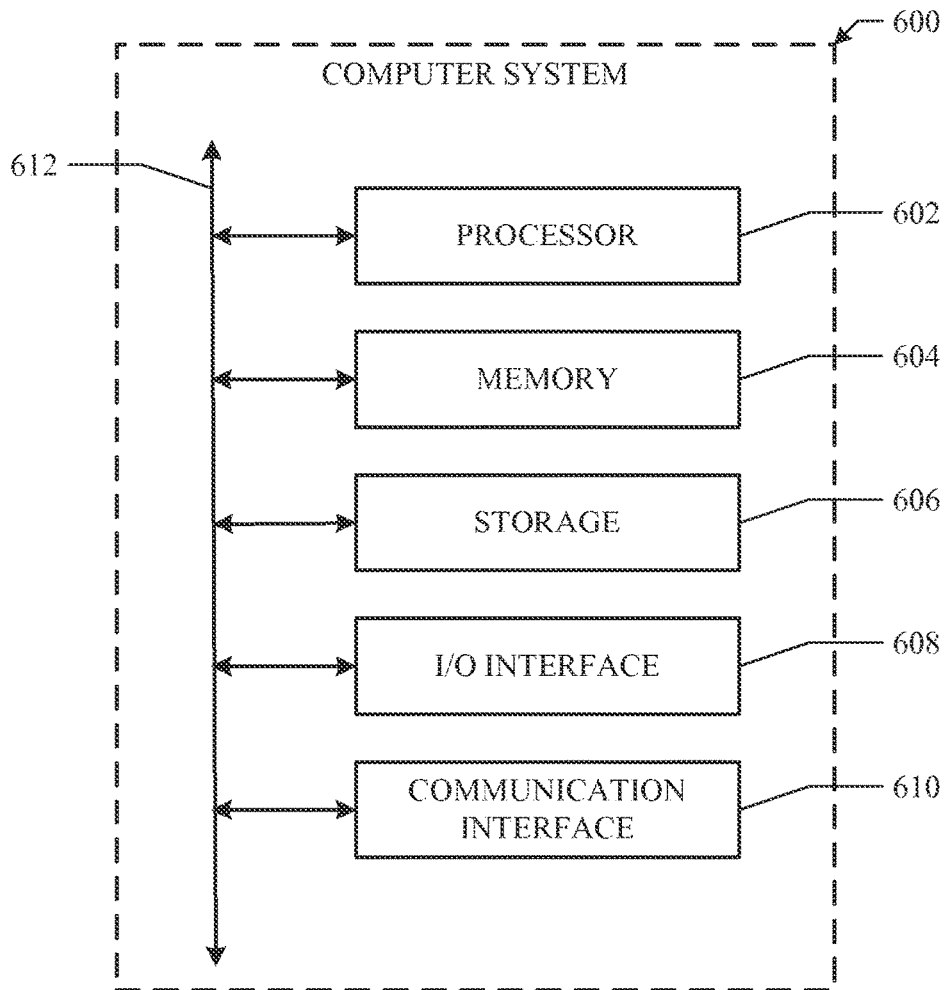 600
COMPUTER SYSTEM
612
PROCESSOR
602
MEMORY
604
STORAGE
606
I/O INTERFACE
608
COMMUNICATION
INTERFACE
610